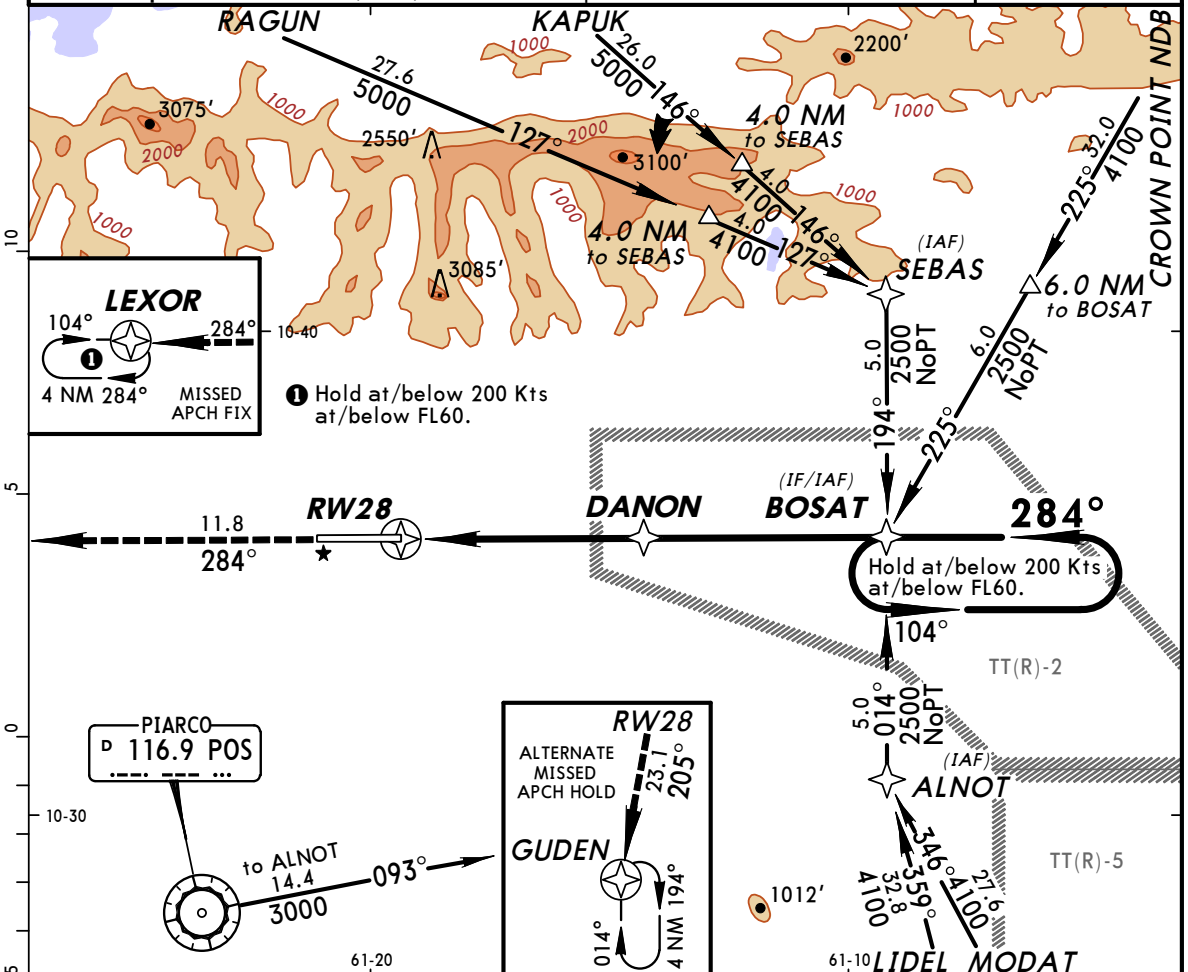 RAGUN
KAPUK
CROWN POINT NDB
27.6
5000
127°
26.0
5000
146°
1000
2200'
1000
3075'
2000
1000
2550'
2000
3100'
4.0 NM
to SEBAS
4.0
4100
146°
1000
32.0
4100
225°
1000
1000
4.0 NM
to SEBAS
4.0
4100
127°
3085'
(IAF)
SEBAS
6.0 NM
to BOSAT
10
10-40
LEXOR
104°
284°
1
4 NM 284°
MISSED
APCH FIX
1 Hold at/below 200 Kts
at/below FL60.
5.0
2500
NoPT
194°
6.0
2500
NoPT
225°
5
RW28
11.8
284°
DANON
(IF/IAF)
BOSAT
284°
Hold at/below 200 Kts
at/below FL60.
104°
TT(R)-2
5.0
014°
2500
NoPT
(IAF)
ALNOT
0
PIARCO
D 116.9 POS
10-30
to ALNOT
14.4
3000
093°
RW28
ALTERNATE
MISSED
APCH HOLD
23.1
205°
GUDEN
014°
4 NM 194°
1012'
346°
4100
27.6
359°
32.8
4100
TT(R)-5
5
61-20
61-10
LIDEL
MODAT